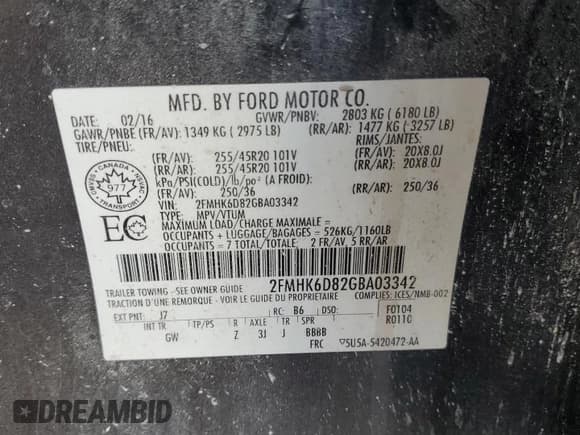 MFD. BY FORD MOTOR CO.
DATE: 02/16 GVWR/PNBV: 2803 KG ( 6180 LB)
GAWR/PNBE (FR/AV): 1349 KG ( 2975 LB) (RR/AR): 1477 KG ( 3257 LB)
TIRE/PNEU: RIMS/JANTES:
(FR/AV): 255/45R20 101V (FR/AV): 20X8.0J
(RR/AR): 255/45R20 101V (RR/AR): 20X8.0J
kPa/PSI(COLD)/lb/po² (A FROID):
(FR/AV): 250/36 (RR/AR): 250/36
VIN: 2FMHK6D82GBA03342
TYPE: MPV/VTUM
MAXIMUM LOAD/CHARGE MAXIMALE =
OCCUPANTS + LUGGAGE/BAGAGES = 526KG/1160LB
OCCUPANTS = 7 TOTAL/TOTALE: 2 FR/AV, 5 RR/AR
CANADA
977
TRANSPORT
EC
2FMHK6D82GBA03342
TRAILER TOWING - SEE OWNER GUIDE
TRACTION D'UNE REMORQUE - VOIR LE GUIDE DU PROPRIETAIRE COMPLIES: ICES/NMB-002
EXT PNT: J7 RC: B6 DSO: F0104
INT TR TP/PS R AXLE TR SPR R0110
GW Z 3J J BBBB
FRC ▽5U5A-5420472-AA
DREAMBID